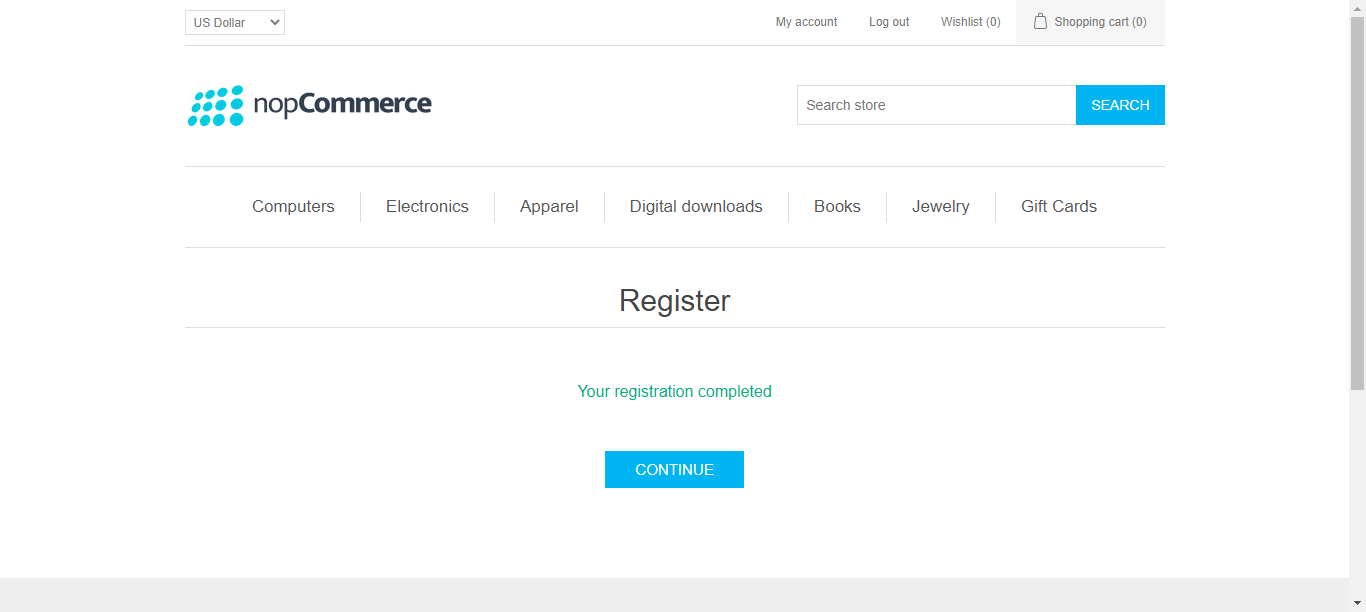 US Dollar
My account
Log out
Wishlist (0)
Shopping cart (0)
nopCommerce
Search store
SEARCH
Computers
Electronics
Apparel
Digital downloads
Books
Jewelry
Gift Cards
Register
Your registration completed
CONTINUE